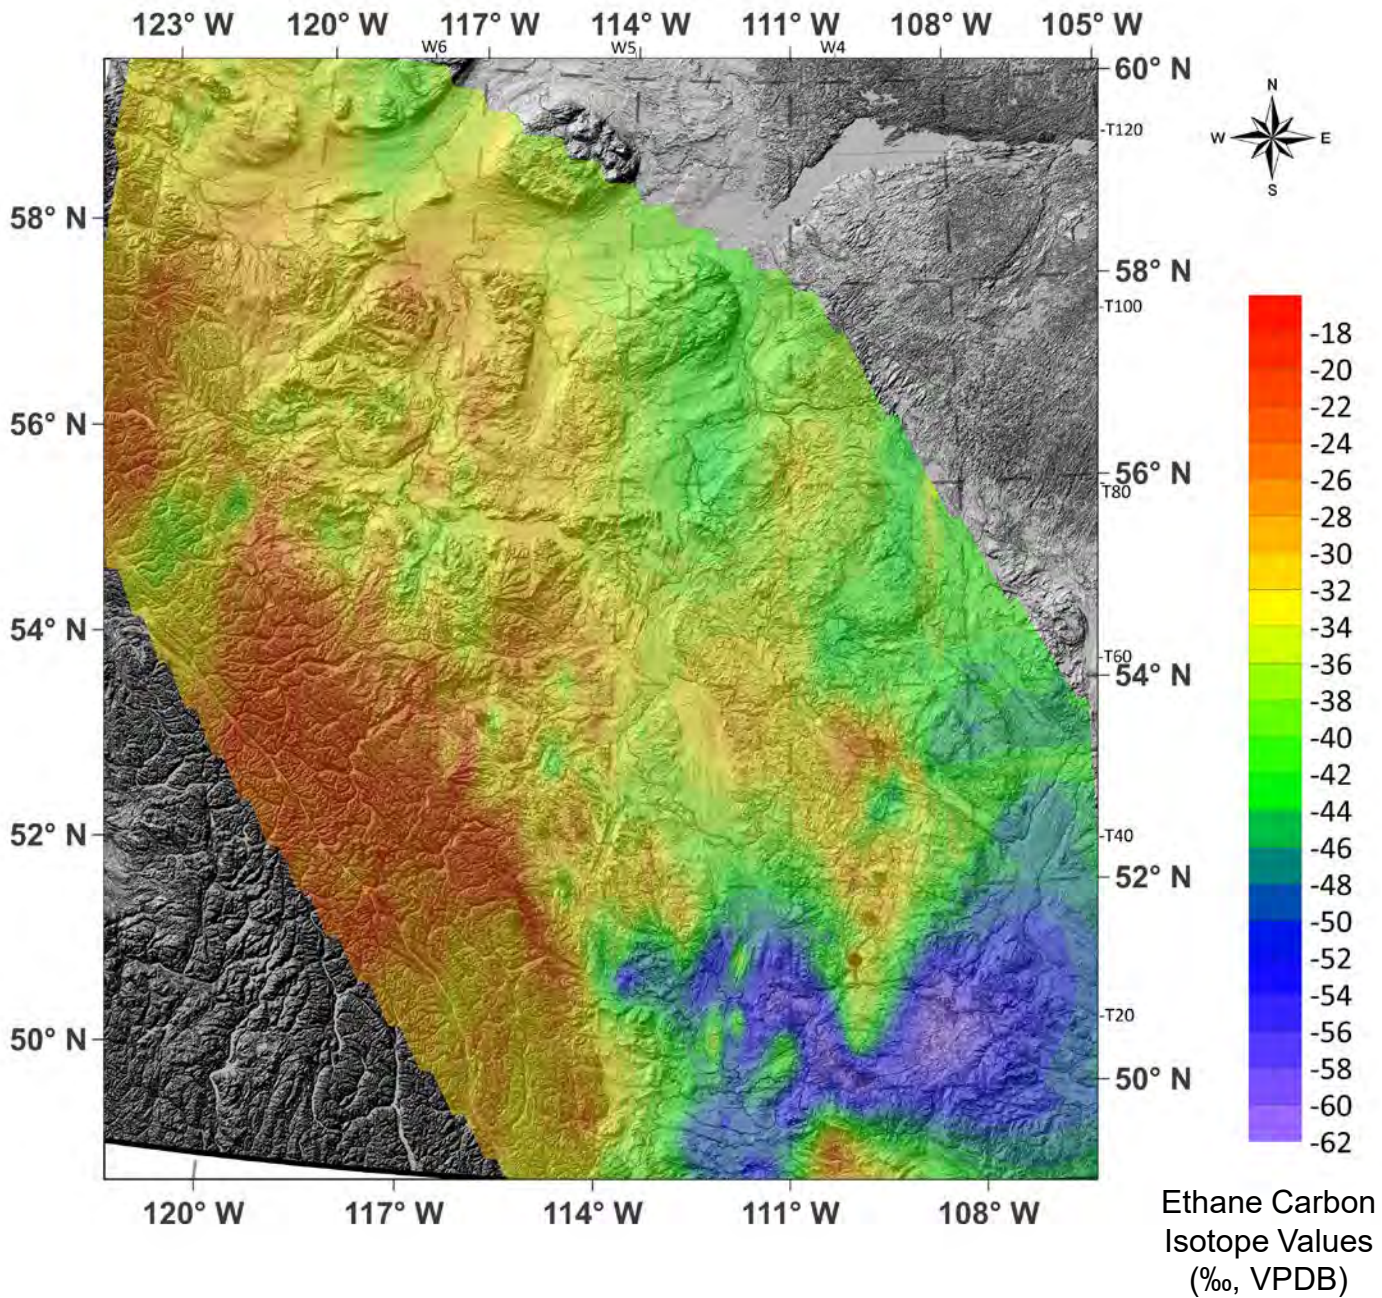 123° W 120° W 117° W 114° W 111° W 108° W 105° W
W6 W5 W4
60° N
N
-T120
W E
S
58° N
58° N
-T100
-18
-20
-22
56° N
-24
56° N
-26
T80
-28
-30
-32
54° N
-34
-T60
54° N
-36
-38
-40
-42
52° N
-T40
-44
52° N
-46
-48
-50
-52
-54
-T20
50° N
-56
50° N
-58
-60
-62
120° W 117° W 114° W 111° W 108° W
Ethane Carbon
Isotope Values
(‰, VPDB)